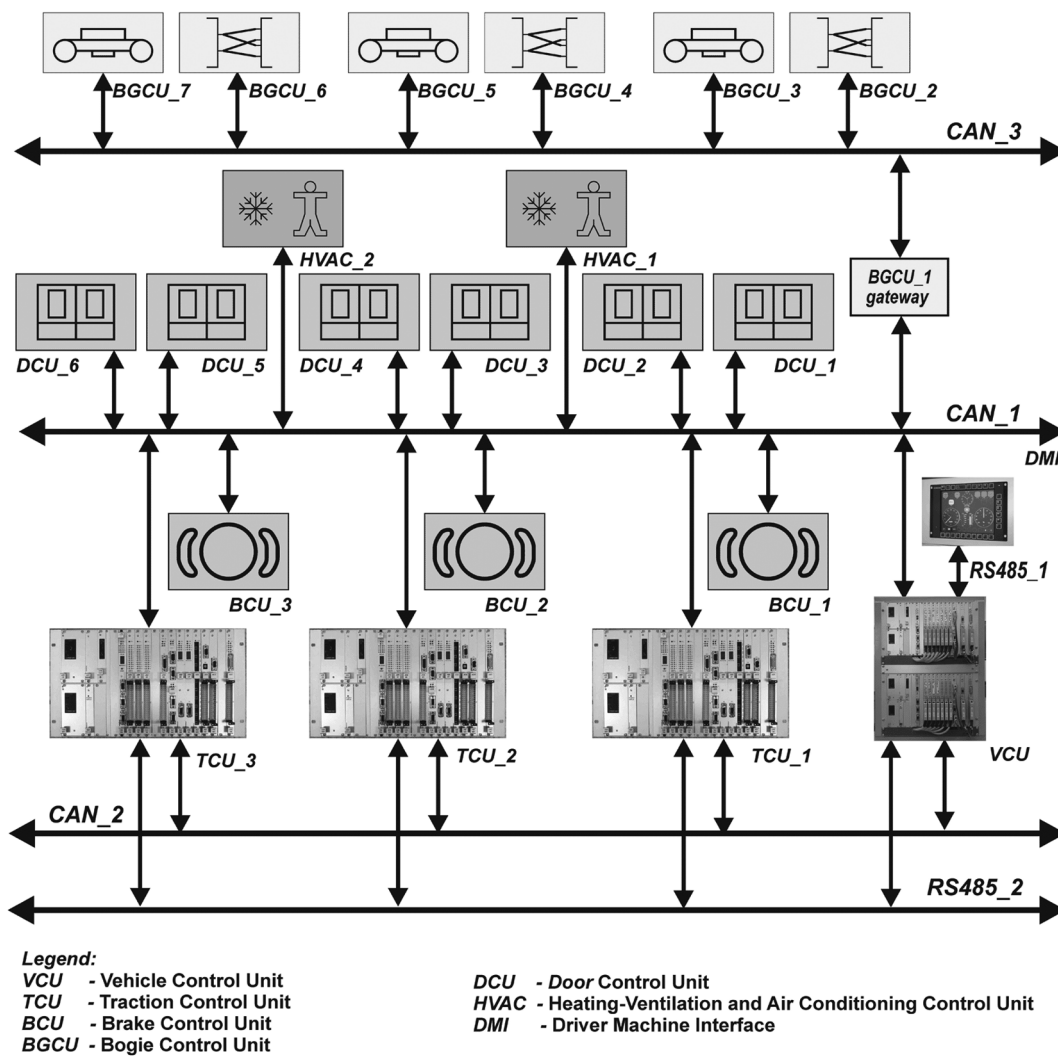 BGCU_7
BGCU_6
BGCU_5
BGCU_4
BGCU_3
BGCU_2
CAN_3
HVAC_2
HVAC_1
BGCU_1
gateway
DCU_6
DCU_5
DCU_4
DCU_3
DCU_2
DCU_1
CAN_1
DMI
RS485_1
BCU_3
BCU_2
BCU_1
TCU_3
TCU_2
TCU_1
VCU
CAN_2
RS485_2
Legend:
VCU - Vehicle Control Unit
TCU - Traction Control Unit
BCU - Brake Control Unit
BGCU - Bogie Control Unit
DCU - Door Control Unit
HVAC - Heating-Ventilation and Air Conditioning Control Unit
DMI - Driver Machine Interface